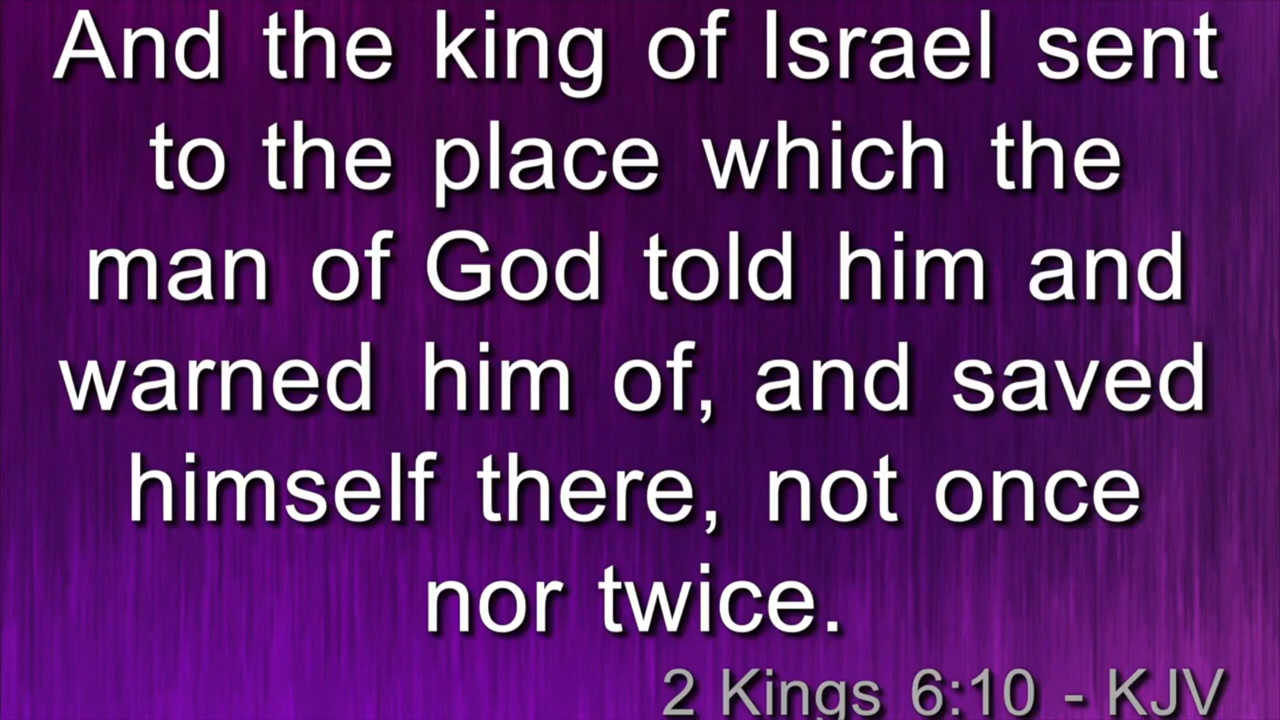 And the king of Israel sent
to the place which the
man of God told him and
warned him of, and saved
himself there, not once
nor twice.
2 Kings 6:10 - KJV